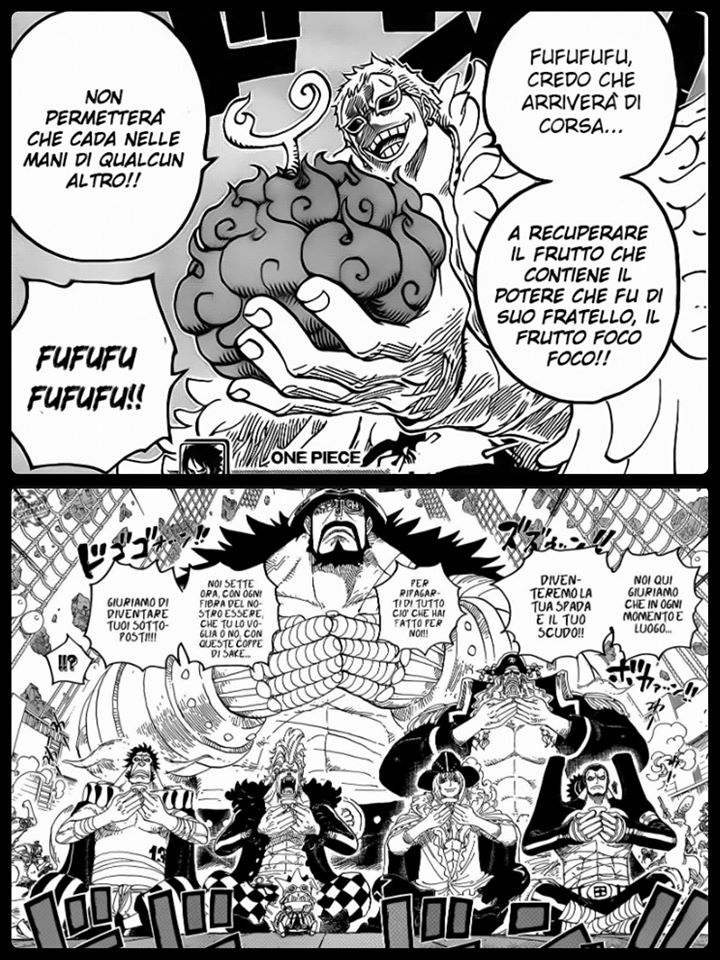 FUFUFUFU,
CREDO CHE
ARRIVERÀ DI
CORSA...
A RECUPERARE
IL FRUTTO CHE
CONTIENE IL
POTERE CHE FU DI
SUO FRATELLO, IL
FRUTTO FOCO
FOCO!!
NON
PERMETTERÀ
CHE CADA NELLE
MANI DI QUALCUN
ALTRO!!
FUFUFU
FUFUFU!!
ONE PIECE
NOI QUI
GIURIAMO
CHE IN OGNI
MOMENTO E
LUOGO...
DIVEN-
TEREMO LA
TUA SPADA
E IL TUO
SCUDO!!
PER
RIPAGAR-
TI DI TUTTO
CIO' CHE HAI
FATTO PER
NOI!!
NOI SETTE
ORA, CON OGNI
FIBRA DEL NO-
STRO ESSERE,
CHE TU LO VO-
GLIA O NO, CON
QUESTE COPPE
DI SAKE...
GIURIAMO DI
DIVENTARE
TUOI SOTTO-
POSTI!!!!
!!?